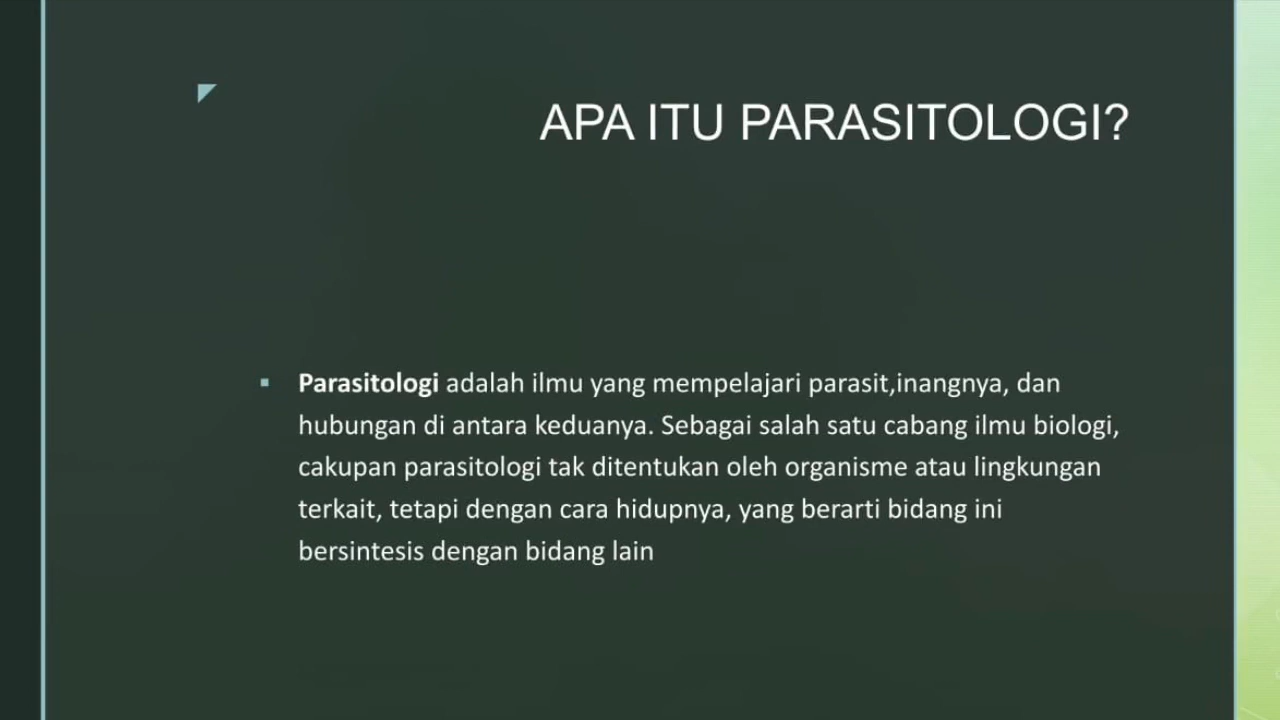 APA ITU PARASITOLOGI?
Parasitologi adalah ilmu yang mempelajari parasit,inangnya, dan
hubungan di antara keduanya. Sebagai salah satu cabang ilmu biologi,
cakupan parasitologi tak ditentukan oleh organisme atau lingkungan
terkait, tetapi dengan cara hidupnya, yang berarti bidang ini
bersintesis dengan bidang lain